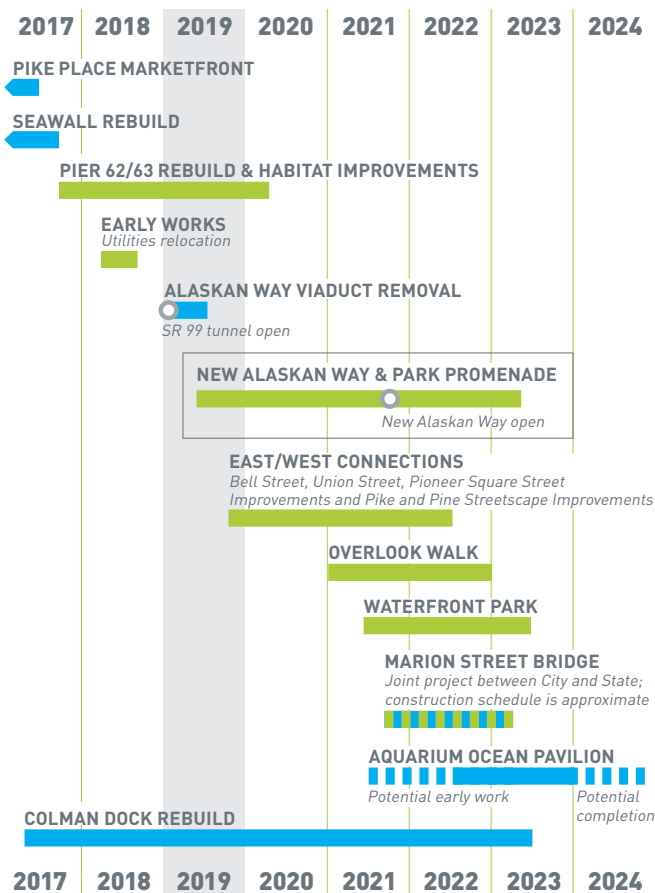 2017 2018 2019 2020 2021 2022 2023 2024
PIKE PLACE MARKETFRONT
SEAWALL REBUILD
PIER 62/63 REBUILD & HABITAT IMPROVEMENTS
EARLY WORKS
Utilities relocation
ALASKAN WAY VIADUCT REMOVAL
SR 99 tunnel open
NEW ALASKAN WAY & PARK PROMENADE
New Alaskan Way open
EAST/WEST CONNECTIONS
Bell Street, Union Street, Pioneer Square Street
Improvements and Pike and Pine Streetscape Improvements
OVERLOOK WALK
WATERFRONT PARK
MARION STREET BRIDGE
Joint project between City and State;
construction schedule is approximate
AQUARIUM OCEAN PAVILION
Potential early work
Potential
completion
COLMAN DOCK REBUILD
2017 2018 2019 2020 2021 2022 2023 2024